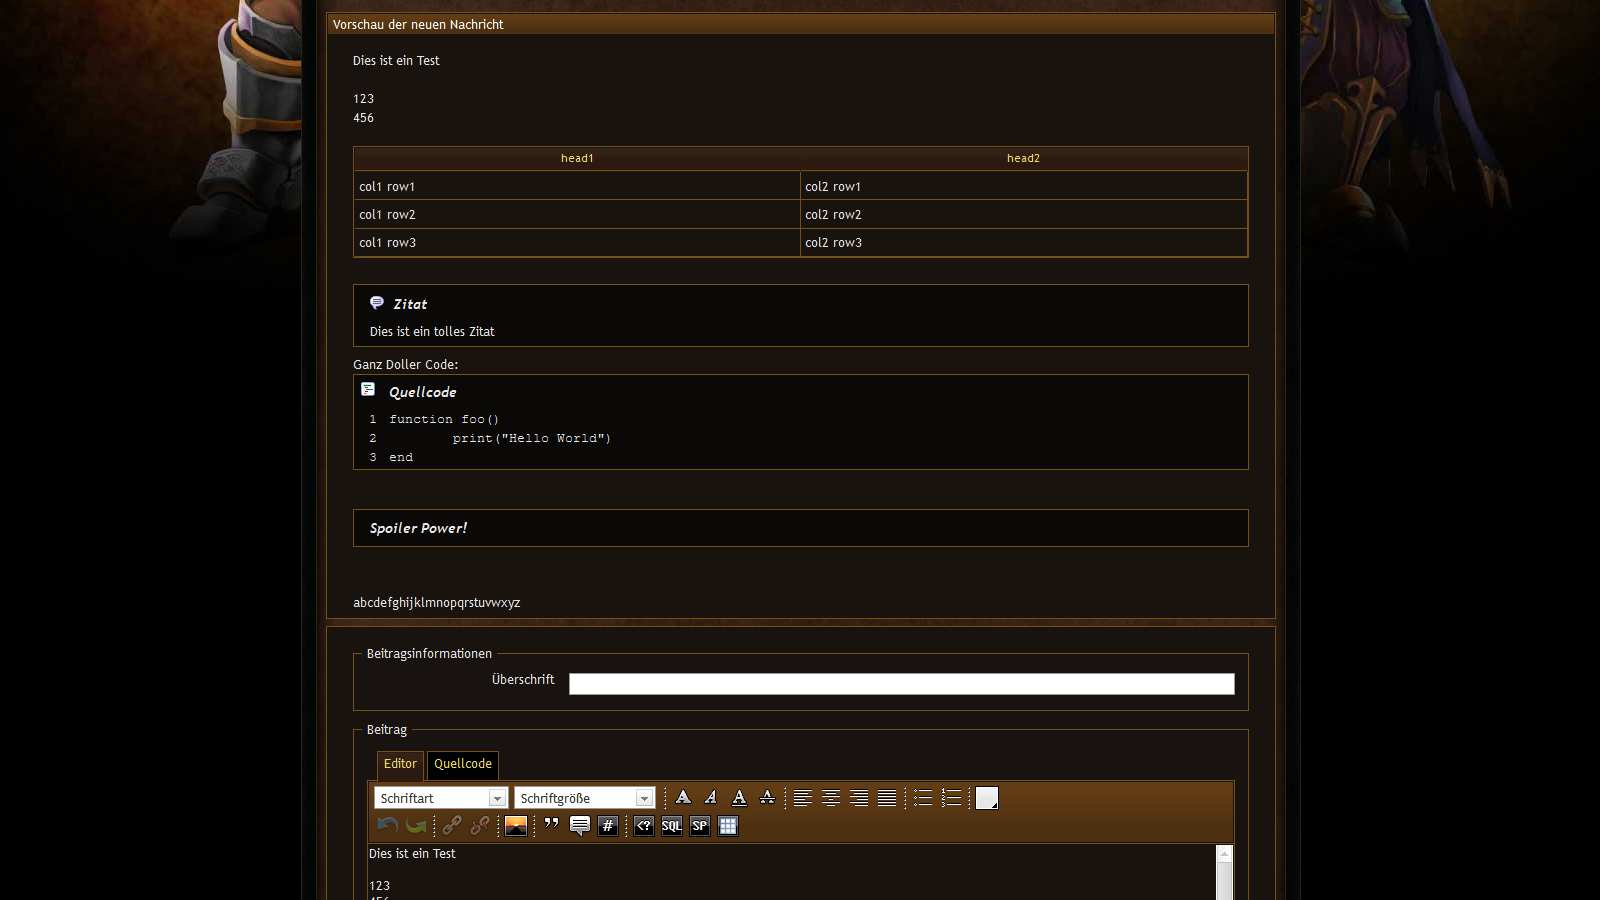 Vorschau der neuen Nachricht
Dies ist ein Test
123
456
head1 head2
col1 row1 col2 row1
col1 row2 col2 row2
col1 row3 col2 row3
Zitat
Dies ist ein tolles Zitat
Ganz Doller Code:
Quellcode
1 function foo()
2 print("Hello World")
3 end
Spoiler Power!
abcdefghijklmnopqrstuvwxyz
Beitragsinformationen
Überschrift
Beitrag
Editor Quellcode
Schriftart Schriftgröße A A A A
# <? SQL SP
Dies ist ein Test
123
456